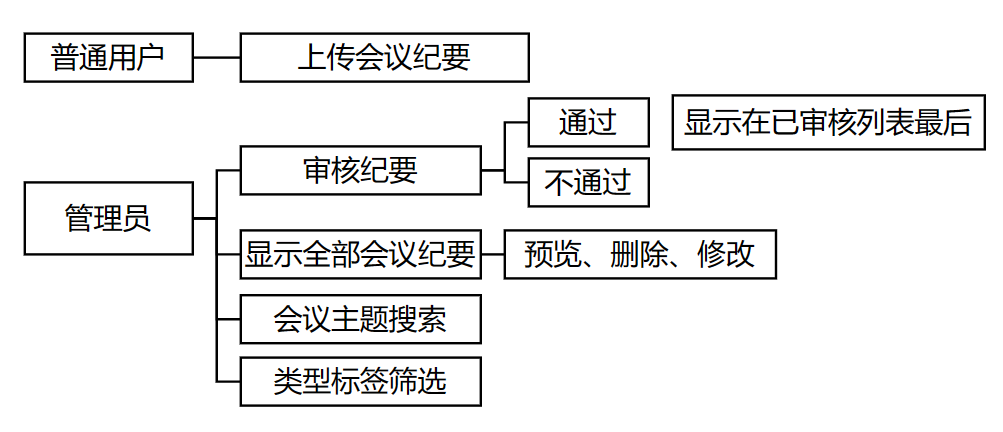 普通用户
上传会议纪要
通过
显示在已审核列表最后
审核纪要
不通过
管理员
显示全部会议纪要
预览、删除、修改
会议主题搜索
类型标签筛选